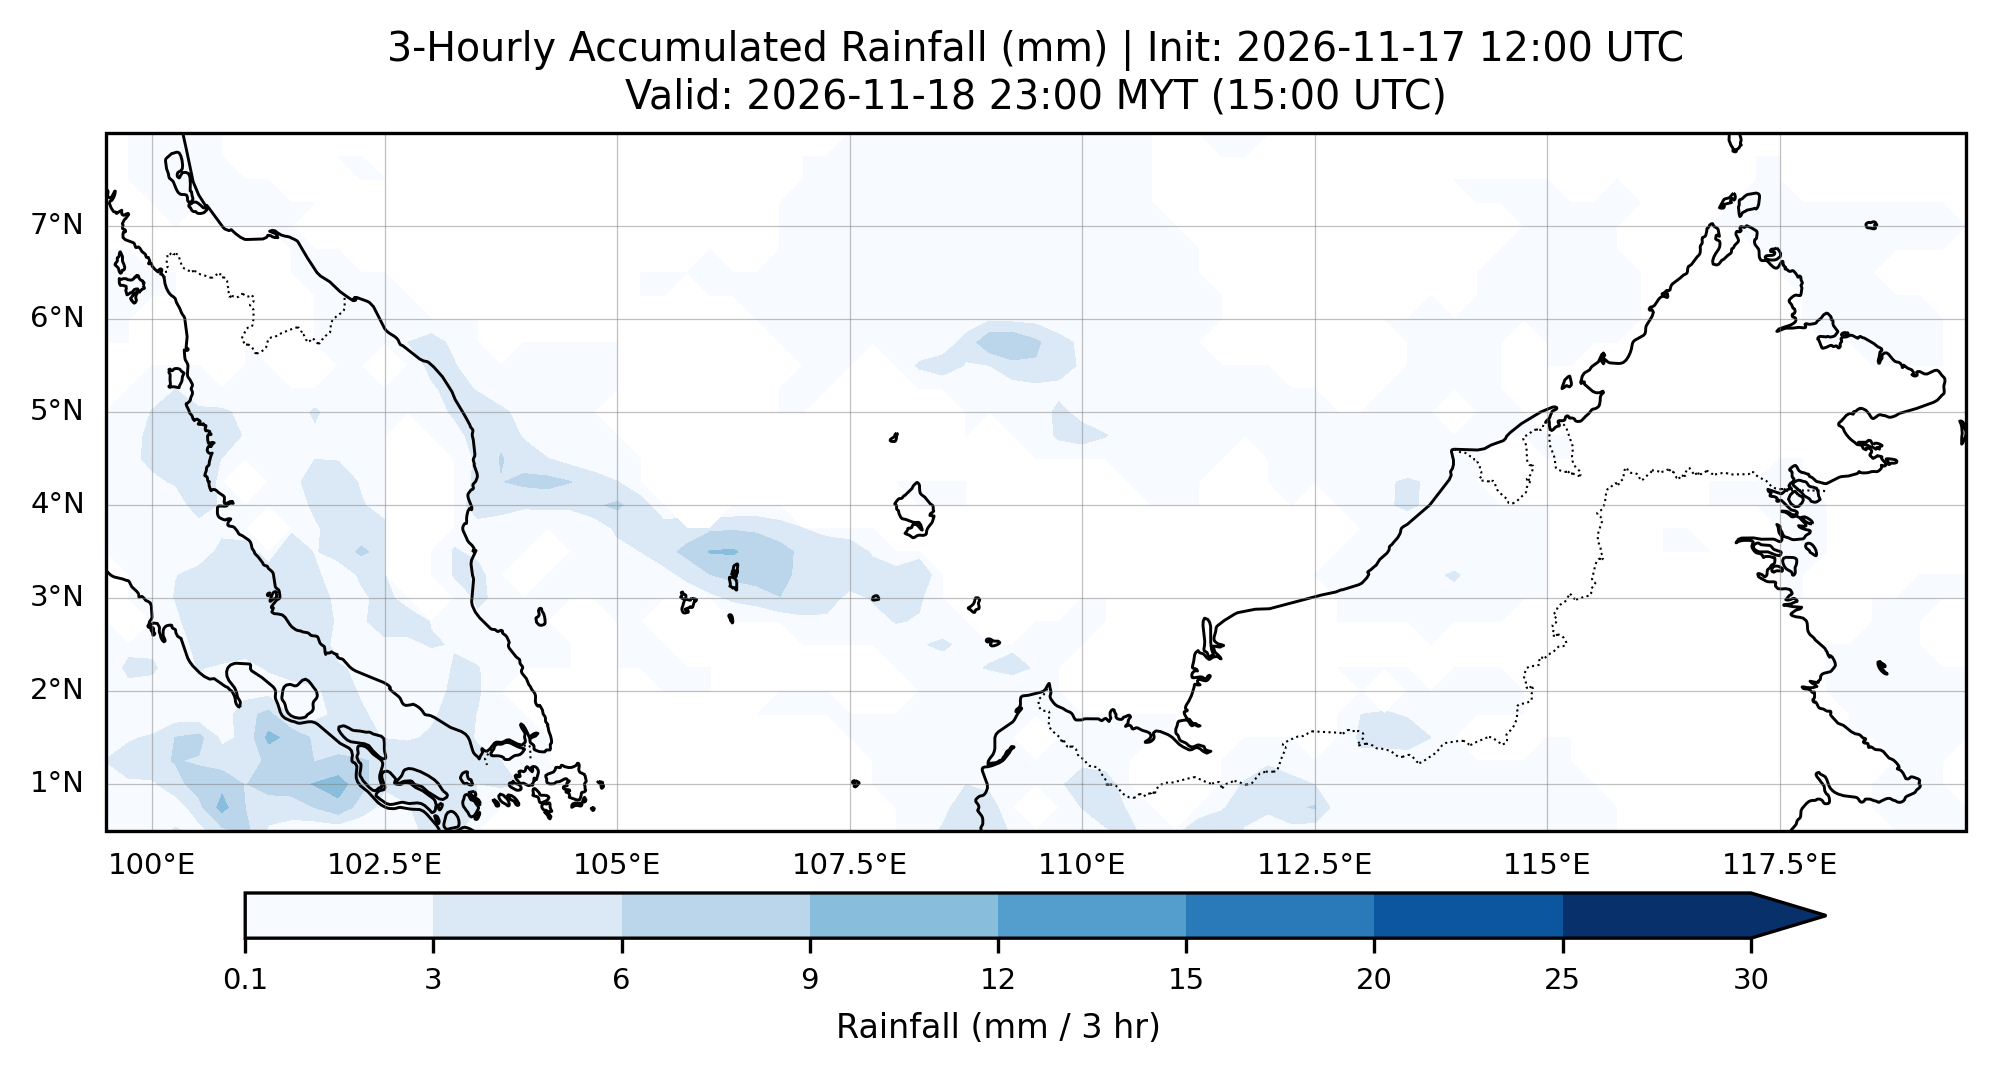 3-Hourly Accumulated Rainfall (mm) | Init: 2026-11-17 12:00 UTC
Valid: 2026-11-18 23:00 MYT (15:00 UTC)
7°N
6°N
5°N
4°N
3°N
2°N
1°N
100°E 102.5°E 105°E 107.5°E 110°E 112.5°E 115°E 117.5°E
0.1 3 6 9 12 15 20 25 30
Rainfall (mm / 3 hr)